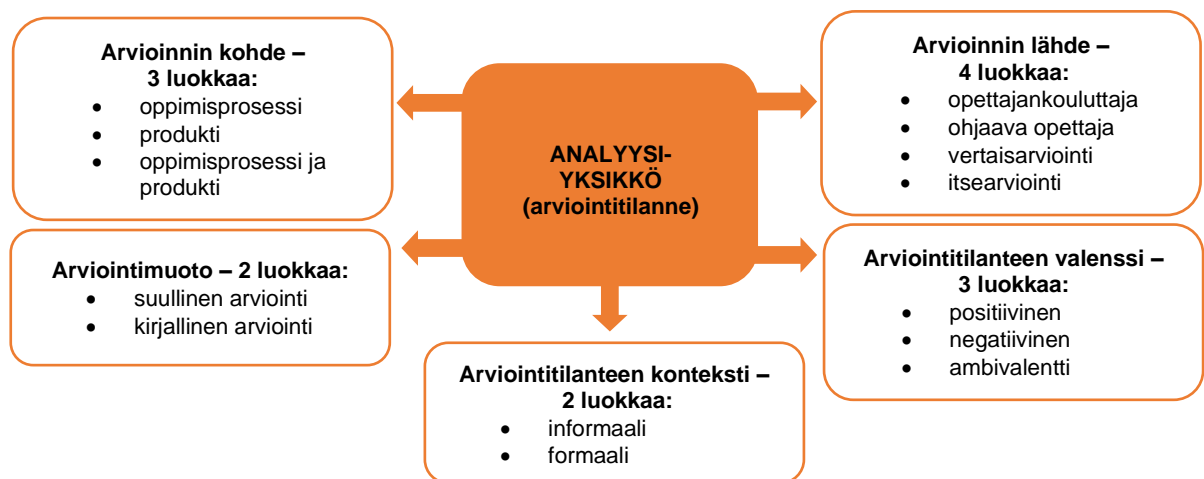 Arvioinnin kohde –
3 luokkaa:
• oppimisprosessi
• produkti
• oppimisprosessi ja
produkti
Arviointimuoto – 2 luokkaa:
• suullinen arviointi
• kirjallinen arviointi
ANALYYSI-
YKSIKKÖ
(arviointitilanne)
Arviointitilanteen konteksti –
2 luokkaa:
• informaali
• formaali
Arvioinnin lähde –
4 luokkaa:
• opettajankouluttaja
• ohjaava opettaja
• vertaisarviointi
• itsearviointi
Arviointitilanteen valenssi –
3 luokkaa:
• positiivinen
• negatiivinen
• ambivalentti